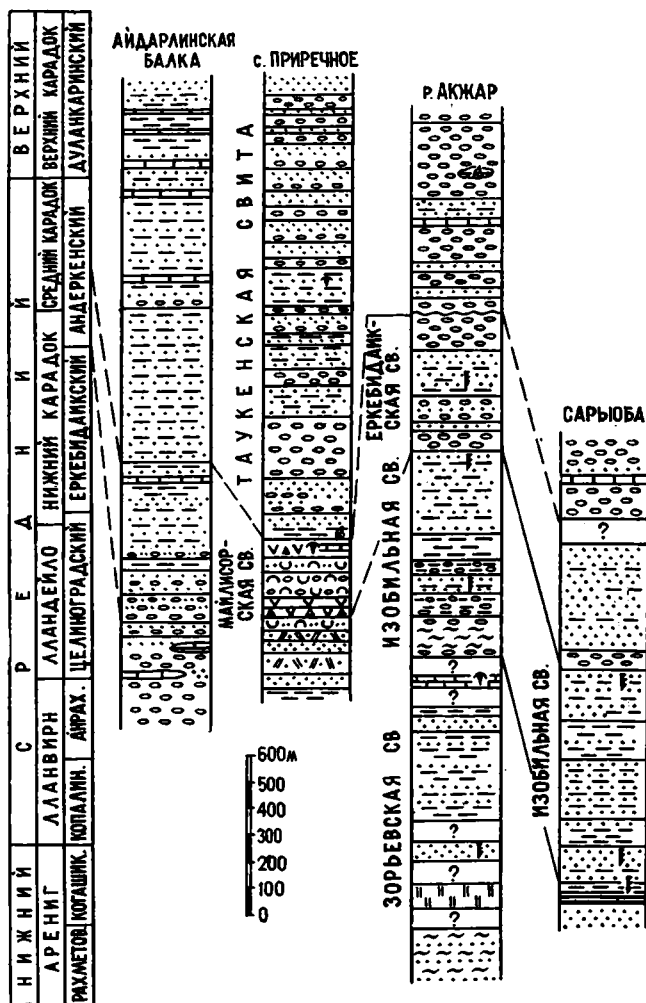 ВЕРХНИЙ
СРЕДНИЙ
НИЖНИЙ
ВЕРХНИЙ КАРАДОК
СРЕДНИЙ КАРАДОК
НИЖНИЙ КАРАДОК
ЛЛАНДЕЙЛО
ЛЛАНВИРН
АРЕНИГ
ДУЛАНКАРИНСКИЙ
АНДЕРКЕНСКИЙ
ЕРКЕБИДАИКСКИЙ
ЦЕЛИНОГРАДСКИЙ
АИРАХ.
КОПАЛИН.
КОГАШИК.
РАХМЕТОВ.
АЙДАРЛИНСКАЯ
БАЛКА
с. ПРИРЕЧНОЕ
ТАУКЕНСКАЯ СВИТА
МАЙЛИСОР-
СКАЯ СВ.
600м
500
400
300
200
100
0
р. АКЖАР
ЕРКЕБИДАИК-
СКАЯ СВ.
ИЗОБИЛЬНАЯ СВ.
ЗОРЬЕВСКАЯ СВ
?
?
?
?
?
САРЫОБА
?
ИЗОБИЛЬНАЯ СВ.